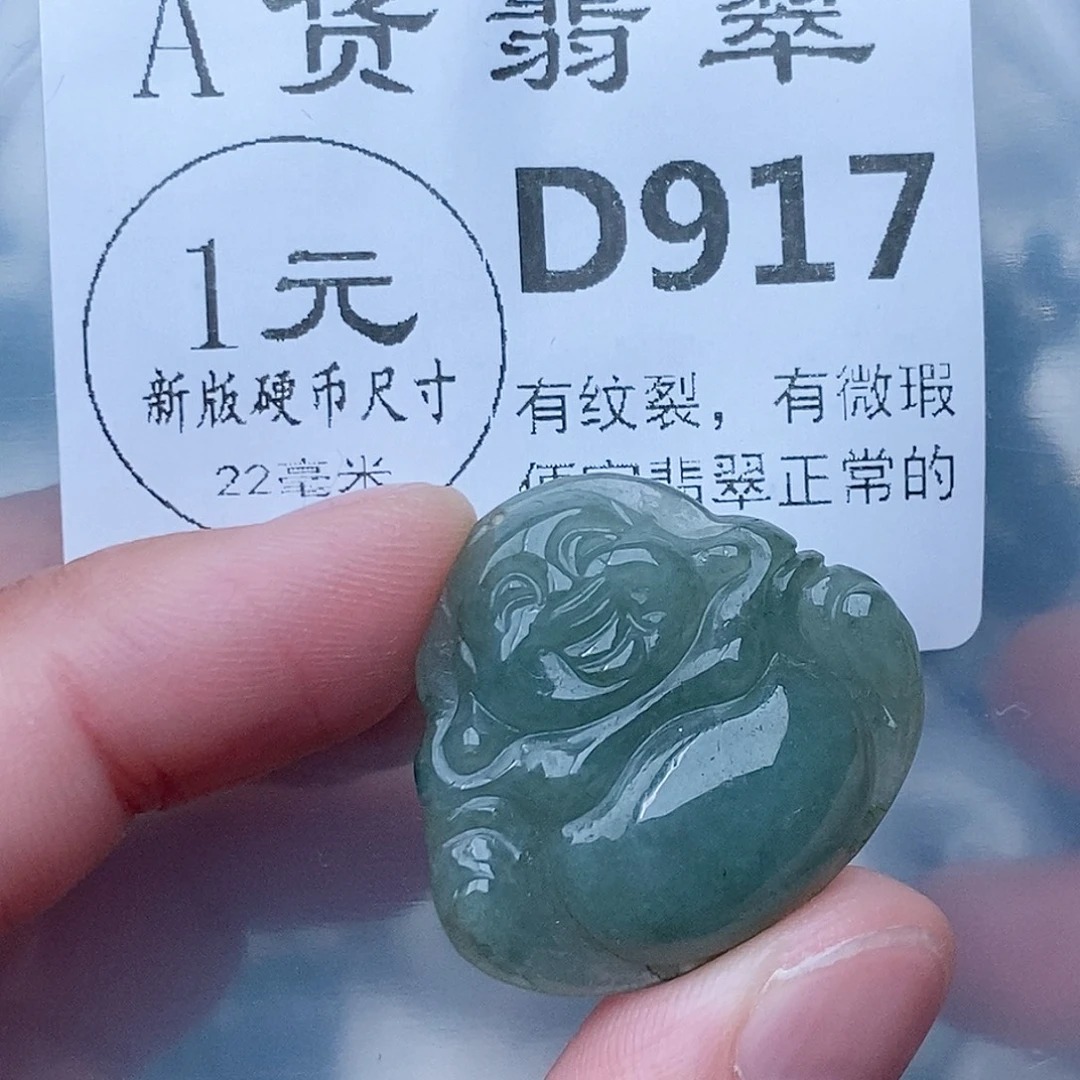 A货翡翠
D917
1元
新版硬币尺寸
22毫米
有纹裂，有微瑕
翡翠正常的